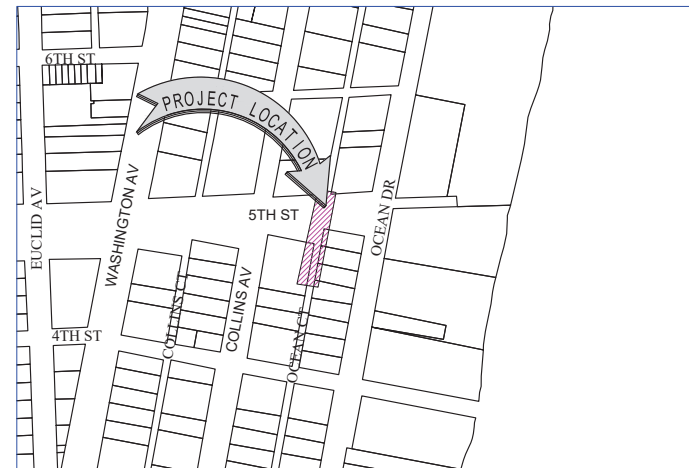 6TH ST
PROJECT LOCATION
5TH ST
EUCLID AV
WASHINGTON AV
OCEAN DR
COLLINS CT
COLLINS AV
OCEAN CT
4TH ST